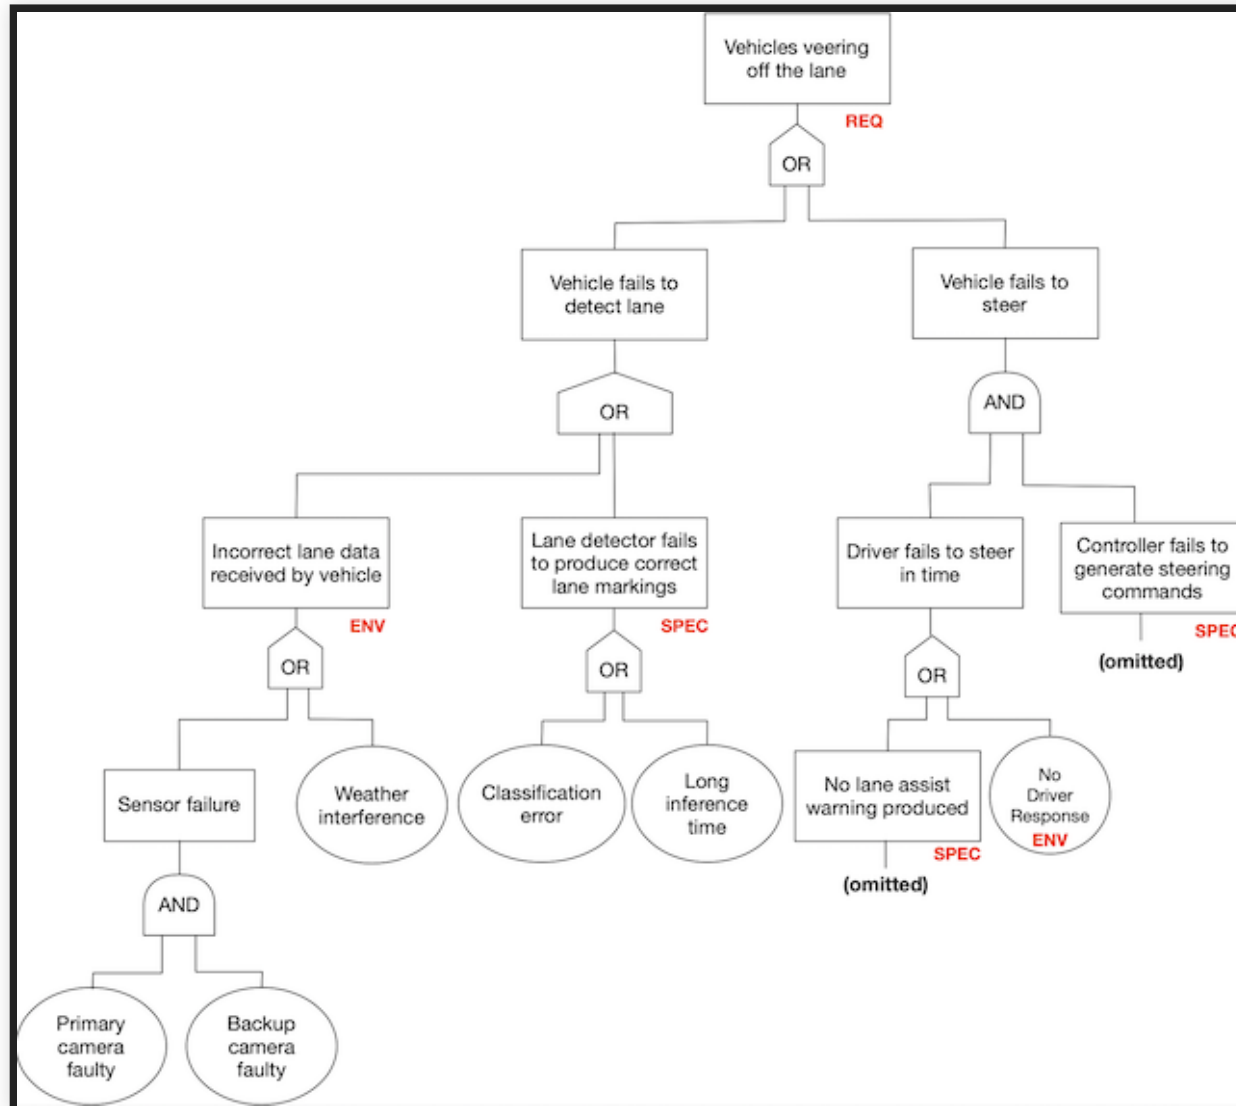 Vehicles veering
off the lane
REQ
OR
Vehicle fails to
detect lane
Vehicle fails to
steer
OR
AND
Incorrect lane data
received by vehicle
ENV
Lane detector fails
to produce correct
lane markings
SPEC
Driver fails to steer
in time
Controller fails to
generate steering
commands
SPEC
(omitted)
OR
OR
OR
Sensor failure
Weather
interference
Classification
error
Long
inference
time
No lane assist
warning produced
SPEC
(omitted)
No
Driver
Response
ENV
AND
Primary
camera
faulty
Backup
camera
faulty